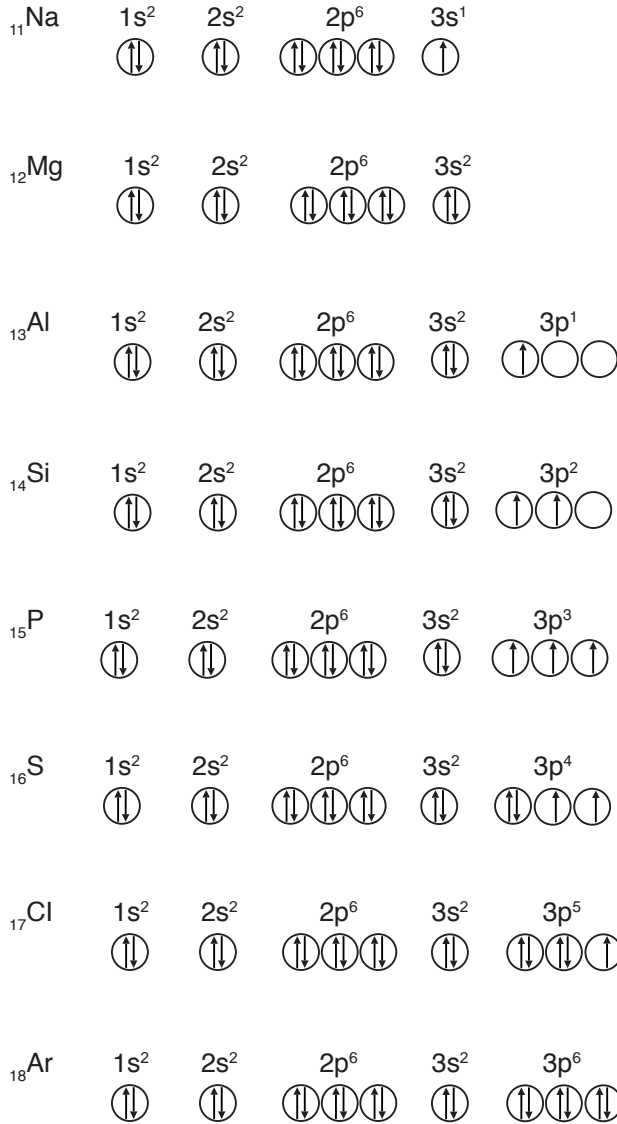 ₁₁Na 1s² 2s² 2p⁶ 3s¹
₁₂Mg 1s² 2s² 2p⁶ 3s²
₁₃Al 1s² 2s² 2p⁶ 3s² 3p¹
₁₄Si 1s² 2s² 2p⁶ 3s² 3p²
₁₅P 1s² 2s² 2p⁶ 3s² 3p³
₁₆S 1s² 2s² 2p⁶ 3s² 3p⁴
₁₇Cl 1s² 2s² 2p⁶ 3s² 3p⁵
₁₈Ar 1s² 2s² 2p⁶ 3s² 3p⁶